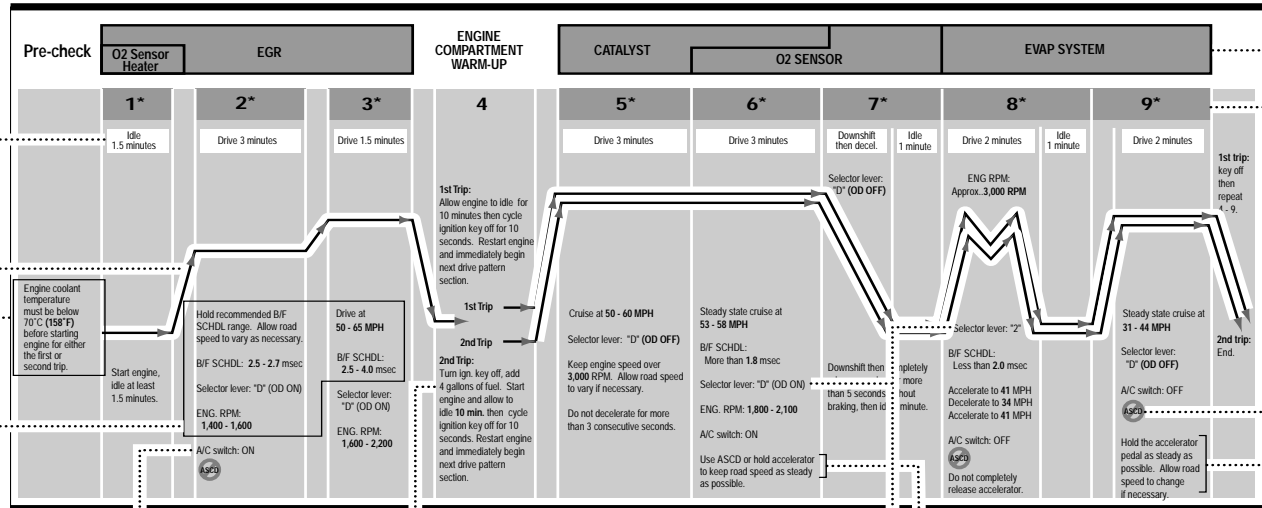 Pre-check
O2 Sensor
Heater
EGR
ENGINE
COMPARTMENT
WARM-UP
CATALYST
O2 SENSOR
EVAP SYSTEM
1*
2*
3*
4
5*
6*
7*
8*
9*
Idle
1.5 minutes
Drive 3 minutes
Drive 1.5 minutes
Drive 3 minutes
Drive 3 minutes
Downshift
then decel.
Idle
1 minute
Drive 2 minutes
Idle
1 minute
Drive 2 minutes
Engine coolant
temperature
must be below
70˚C (158˚F)
before starting
engine for either
the first or
second trip.
Start engine,
idle at least
1.5 minutes.
Hold recommended B/F
SCHDL range. Allow road
speed to vary as necessary.
B/F SCHDL: 2.5 - 2.7 msec
Selector lever: "D" (OD ON)
ENG. RPM:
1,400 - 1,600
A/C switch: ON
ASCD
Drive at
50 - 65 MPH
B/F SCHDL:
2.5 - 4.0 msec
Selector lever:
"D" (OD ON)
ENG. RPM:
1,600 - 2,200
1st Trip:
Allow engine to idle for
10 minutes then cycle
ignition key off for 10
seconds. Restart engine
and immediately begin
next drive pattern
section.
1st Trip
2nd Trip
2nd Trip:
Turn ign. key off, add
4 gallons of fuel. Start
engine and allow to
idle 10 min. then cycle
ignition key off for 10
seconds. Restart engine
and immediately begin
next drive pattern
section.
Cruise at 50 - 60 MPH
Selector lever: "D" (OD OFF)
Keep engine speed over
3,000 RPM. Allow road speed
to vary if necessary.
Do not decelerate for more
than 3 consecutive seconds.
Steady state cruise at
53 - 58 MPH
B/F SCHDL:
More than 1.8 msec
Selector lever: "D" (OD ON)
ENG. RPM: 1,800 - 2,100
A/C switch: ON
Use ASCD or hold accelerator
to keep road speed as steady
as possible.
Selector lever:
"D" (OD OFF)
Downshift then
more
than 5 seconds
braking, then
ENG RPM:
Approx..3,000 RPM
Selector lever: "2"
B/F SCHDL:
Less than 2.0 msec
Accelerate to 41 MPH
Decelerate to 34 MPH
Accelerate to 41 MPH
A/C switch: OFF
ASCD
Do not completely
release accelerator.
Steady state cruise at
31 - 44 MPH
Selector lever:
"D" (OD OFF)
A/C switch: OFF
ASCD
Hold the accelerator
pedal as steady as
possible. Allow road
speed to change
if necessary.
1st trip:
key off
then
repeat
4 - 9.
2nd trip:
End.